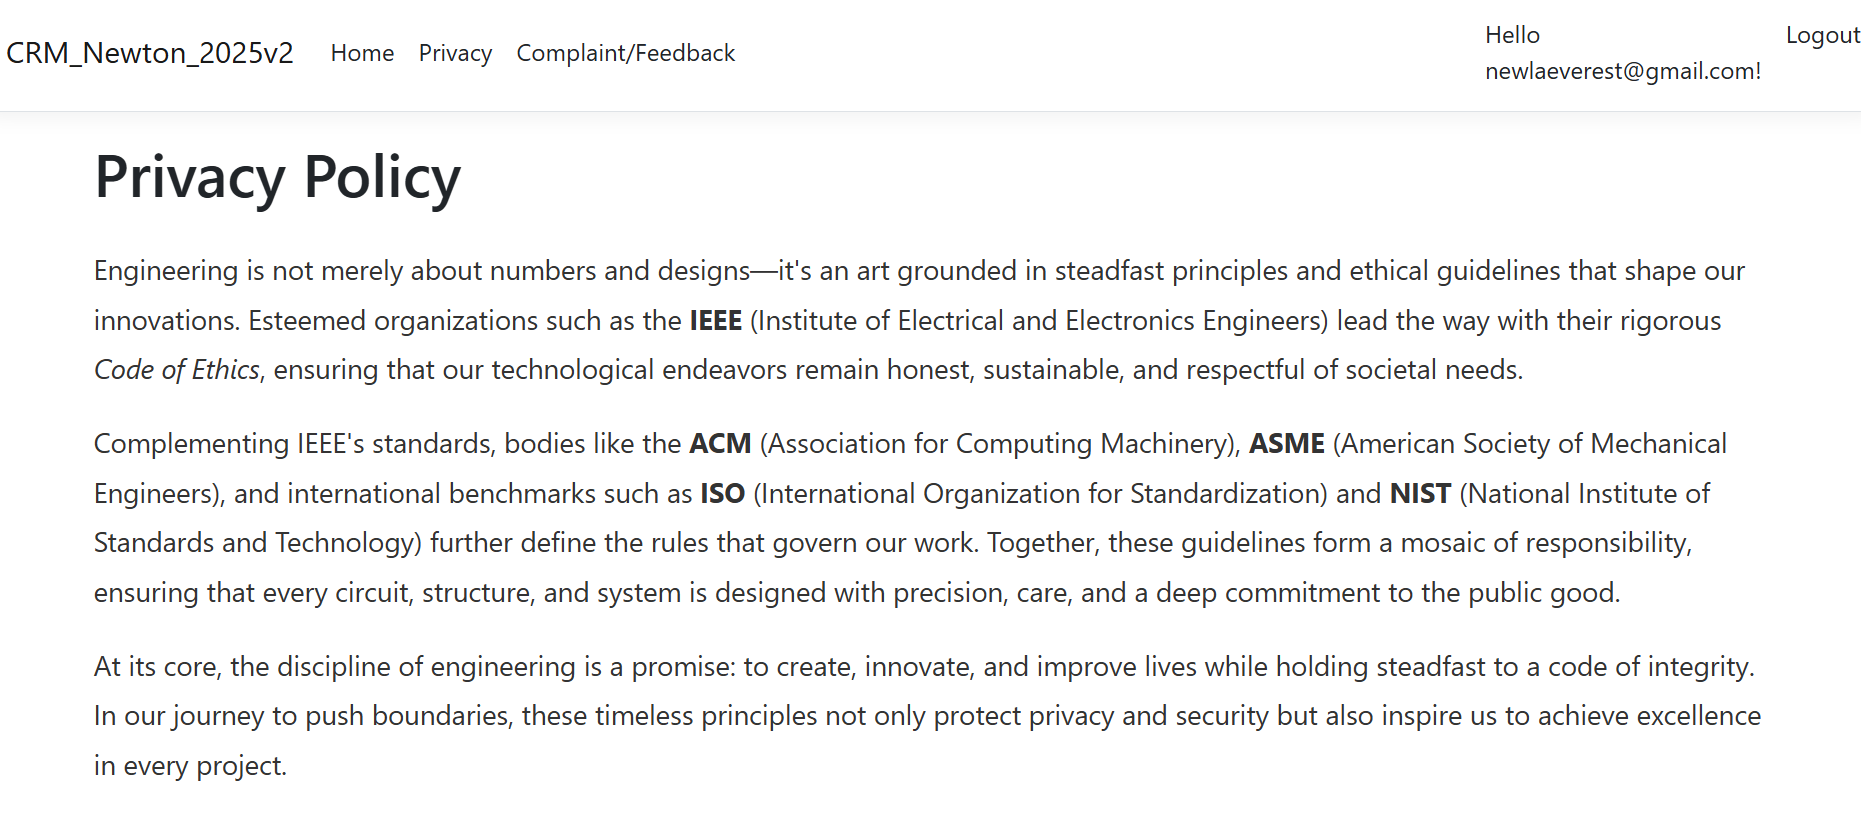 CRM_Newton_2025v2 Home Privacy Complaint/Feedback
Hello
newlaeverest@gmail.com!
Logout
Privacy Policy
Engineering is not merely about numbers and designs—it's an art grounded in steadfast principles and ethical guidelines that shape our
innovations. Esteemed organizations such as the IEEE (Institute of Electrical and Electronics Engineers) lead the way with their rigorous
Code of Ethics, ensuring that our technological endeavors remain honest, sustainable, and respectful of societal needs.
Complementing IEEE's standards, bodies like the ACM (Association for Computing Machinery), ASME (American Society of Mechanical
Engineers), and international benchmarks such as ISO (International Organization for Standardization) and NIST (National Institute of
Standards and Technology) further define the rules that govern our work. Together, these guidelines form a mosaic of responsibility,
ensuring that every circuit, structure, and system is designed with precision, care, and a deep commitment to the public good.
At its core, the discipline of engineering is a promise: to create, innovate, and improve lives while holding steadfast to a code of integrity.
In our journey to push boundaries, these timeless principles not only protect privacy and security but also inspire us to achieve excellence
in every project.